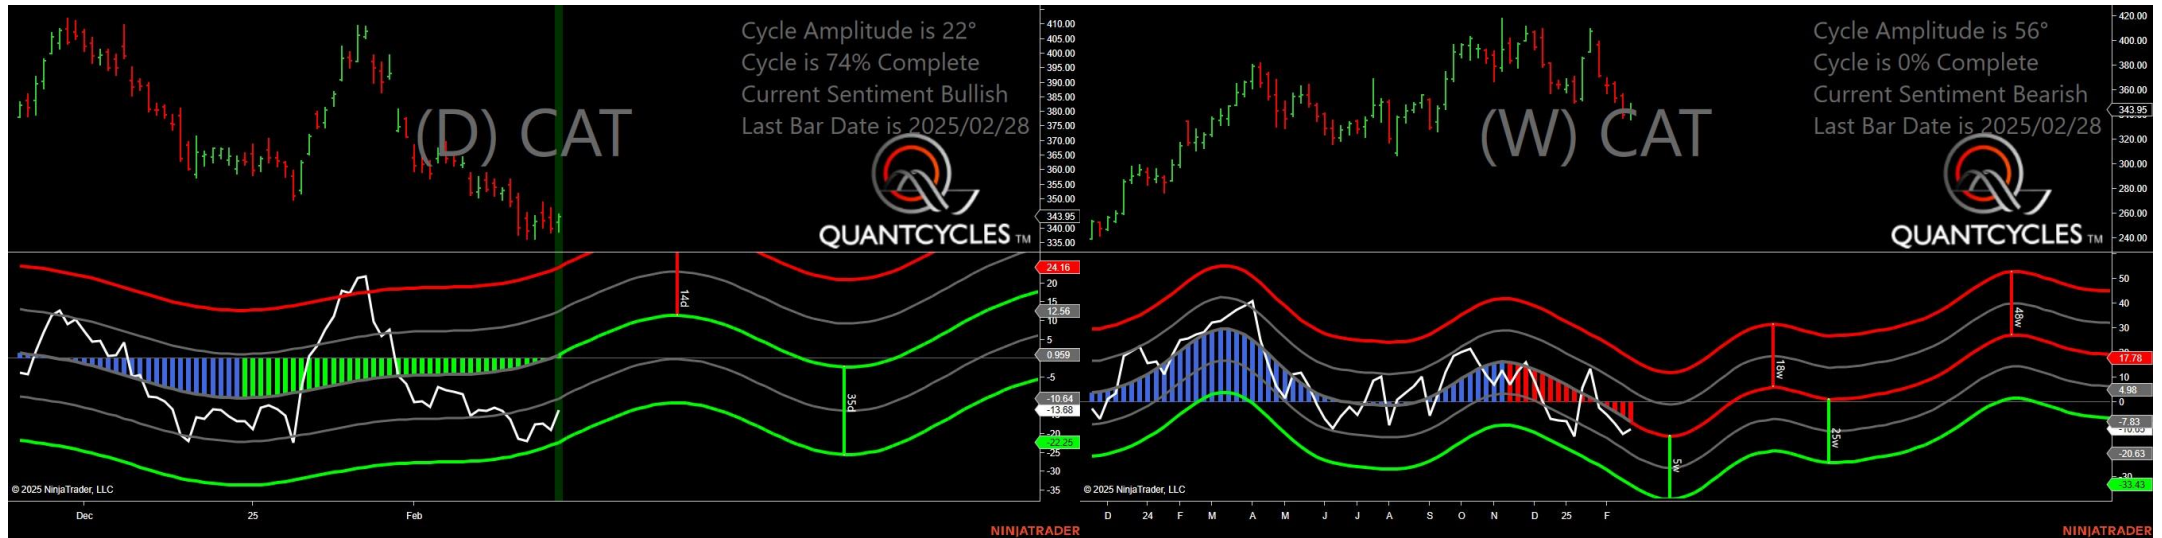 Cycle Amplitude is 22°
Cycle is 74% Complete
Current Sentiment Bullish
Last Bar Date is 2025/02/28
(D) CAT
QUANTCYCLES TM
410.00
405.00
400.00
395.00
390.00
385.00
380.00
375.00
370.00
365.00
360.00
355.00
350.00
343.95
340.00
335.00
14d
35d
24.16
20
15
12.56
10
5
0.959
-5
-10.64
-13.68
-20
-22.25
-25
-30
-35
© 2025 NinjaTrader, LLC
Dec
25
Feb
NINJATRADER
Cycle Amplitude is 56°
Cycle is 0% Complete
Current Sentiment Bearish
Last Bar Date is 2025/02/28
(W) CAT
QUANTCYCLES TM
420.00
400.00
380.00
360.00
343.95
320.00
300.00
280.00
260.00
240.00
5w
18w
25w
48w
50
40
30
17.78
10
4.98
0
-7.83
-20.63
-33.43
© 2025 NinjaTrader, LLC
D
24
F
M
A
M
J
J
A
S
O
N
D
25
F
NINJATRADER